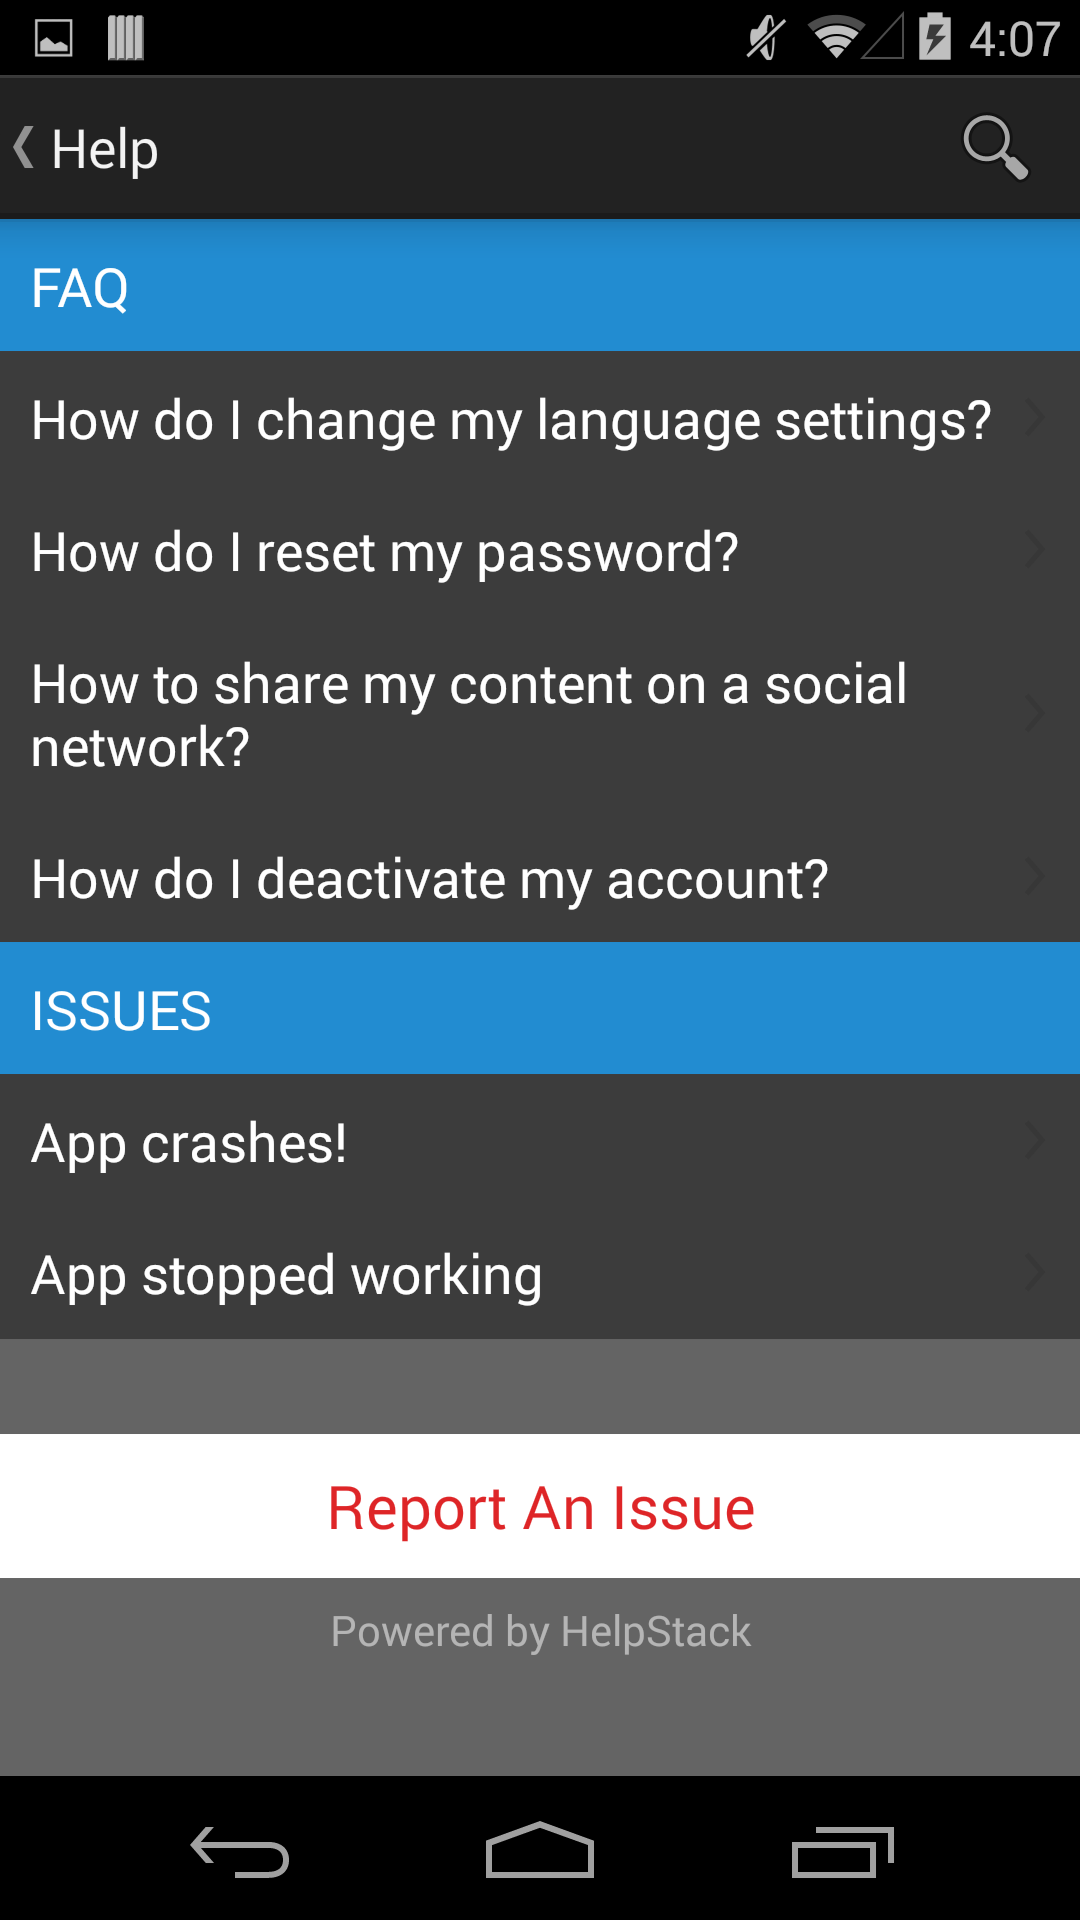 4:07
Help
FAQ
How do I change my language settings?
How do I reset my password?
How to share my content on a social
network?
How do I deactivate my account?
ISSUES
App crashes!
App stopped working
Report An Issue
Powered by HelpStack